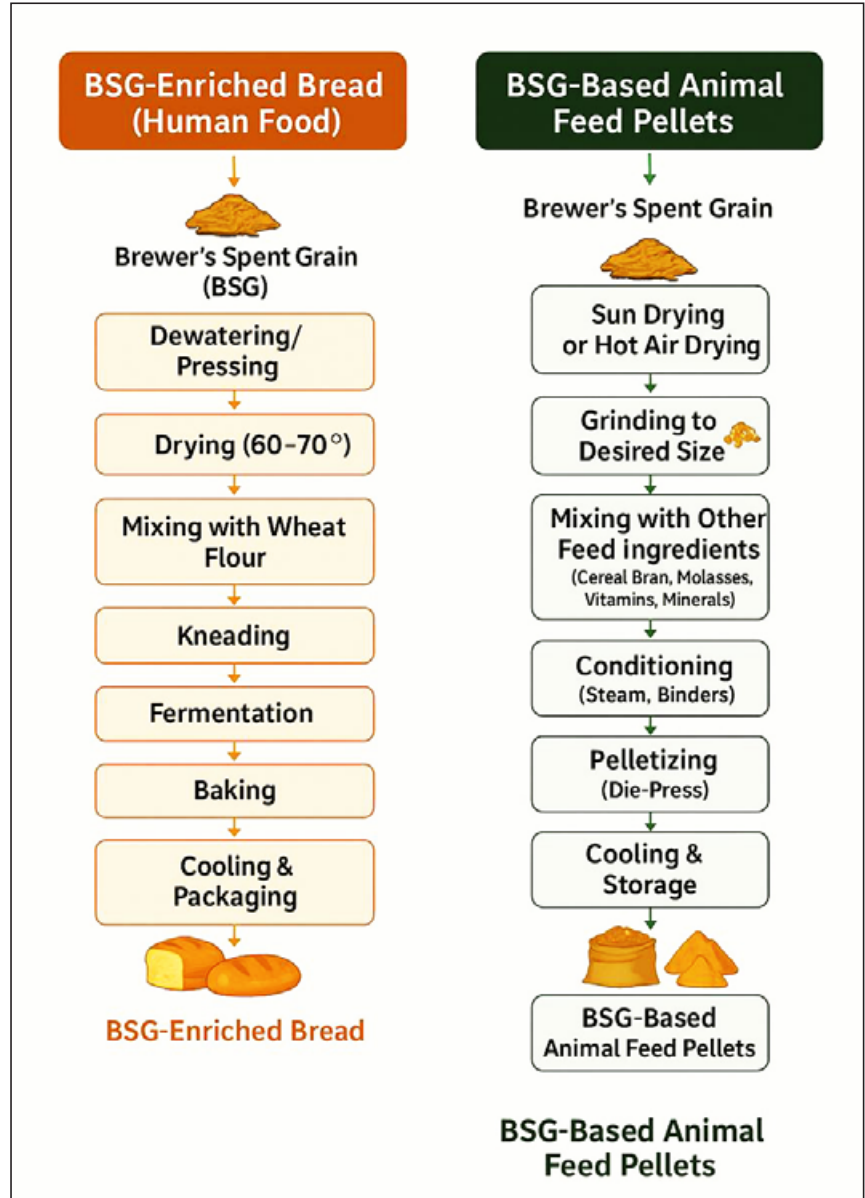 BSG-Enriched Bread
(Human Food)
Brewer's Spent Grain
(BSG)
Dewatering/
Pressing
Drying (60–70°)
Mixing with Wheat
Flour
Kneading
Fermentation
Baking
Cooling &
Packaging
BSG-Enriched Bread
BSG-Based Animal
Feed Pellets
Brewer's Spent Grain
Sun Drying
or Hot Air Drying
Grinding to
Desired Size
Mixing with Other
Feed ingredients
(Cereal Bran, Molasses,
Vitamins, Minerals)
Conditioning
(Steam, Binders)
Pelletizing
(Die-Press)
Cooling &
Storage
BSG-Based
Animal Feed Pellets
BSG-Based Animal
Feed Pellets